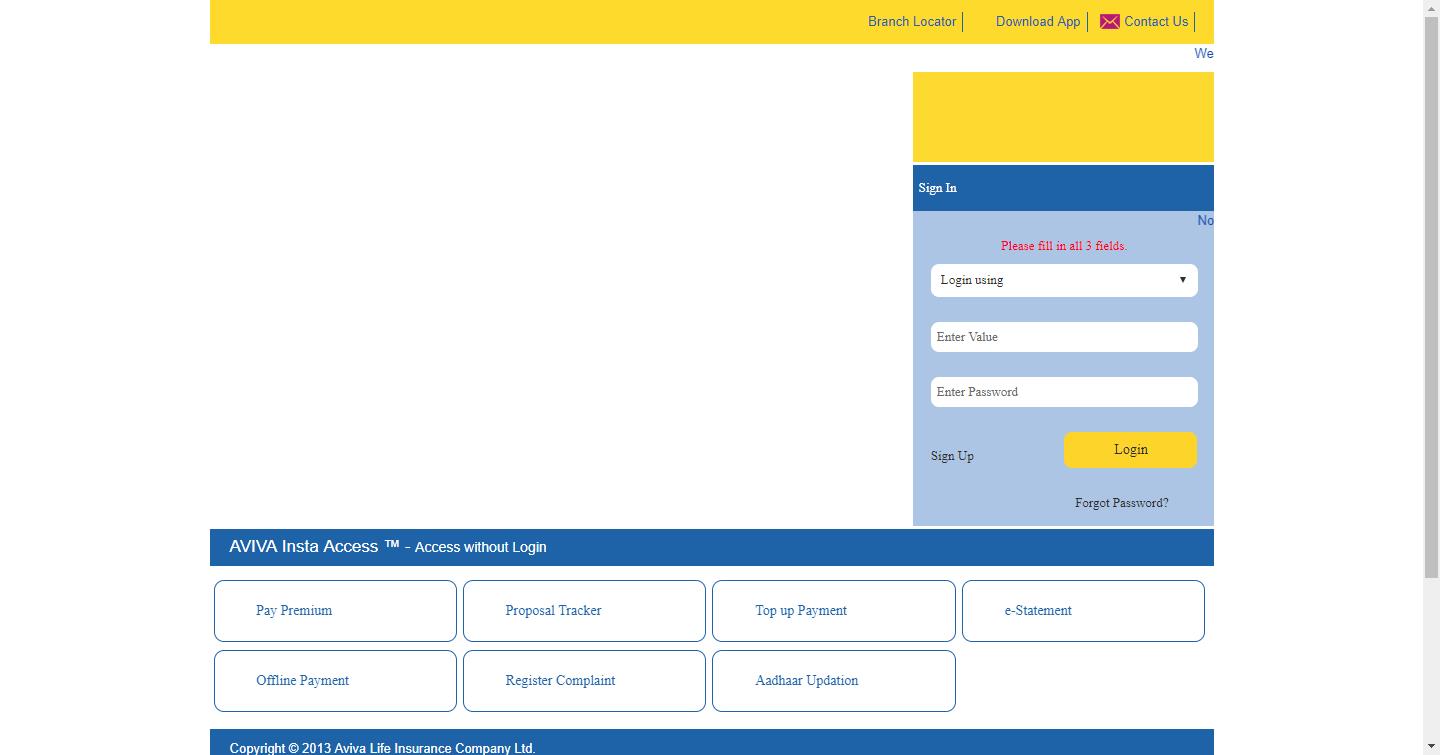 Branch Locator
Download App
Contact Us
We
Sign In
No
Please fill in all 3 fields.
Login using
Enter Value
Enter Password
Sign Up
Login
Forgot Password?
AVIVA Insta Access ™ - Access without Login
Pay Premium
Proposal Tracker
Top up Payment
e-Statement
Offline Payment
Register Complaint
Aadhaar Updation
Copyright © 2013 Aviva Life Insurance Company Ltd.